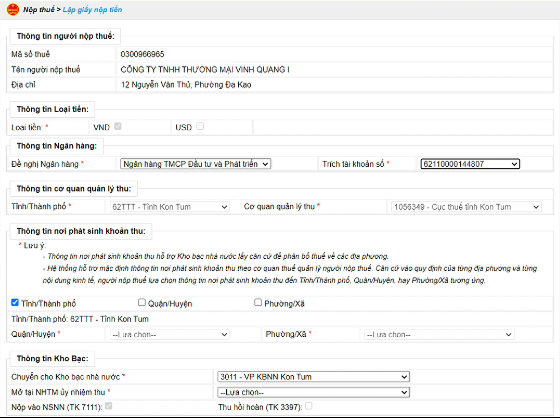 Nộp thuế > Lập giấy nộp tiền
Thông tin người nộp thuế:
Mã số thuế 0300966965
Tên người nộp thuế CÔNG TY TNHH THƯƠNG MẠI VINH QUANG I
Địa chỉ 12 Nguyễn Văn Thủ, Phường Đa Kao
Thông tin Loại tiền:
Loại tiền: * VND USD
Thông tin Ngân hàng:
Đề nghị Ngân hàng * Ngân hàng TMCP Đầu tư và Phát triển Trích tài khoản số * 62110000144807
Thông tin cơ quan quản lý thu:
Tỉnh/Thành phố * 62TTT - Tỉnh Kon Tum Cơ quan quản lý thu * 1056349 - Cục thuế tỉnh Kon Tum
Thông tin nơi phát sinh khoản thu:
* Lưu ý:
- Thông tin nơi phát sinh khoản thu hỗ trợ Kho bạc nhà nước lấy căn cứ để phân bổ thuế về các địa phương.
- Hệ thống hỗ trợ mặc định thông tin nơi phát sinh khoản thu theo cơ quan thuế quản lý người nộp thuế. Căn cứ vào quy định của từng địa phương và từng
nội dung kinh tế, người nộp thuế lựa chọn thông tin nơi phát sinh khoản thu đến Tỉnh/Thành phố, Quận/Huyện, hay Phường/Xã tương ứng.
Tỉnh/Thành phố Quận/Huyện Phường/Xã
Tỉnh/Thành phố: 62TTT - Tỉnh Kon Tum
Quận/Huyện * --Lựa chọn-- Phường/Xã * --Lựa chọn--
Thông tin Kho Bạc:
Chuyển cho Kho bạc nhà nước * 3011 - VP KBNN Kon Tum
Mở tại NHTM ủy nhiệm thu * --Lựa chọn--
Nộp vào NSNN (TK 7111) Thu hồi hoàn (TK 3397):